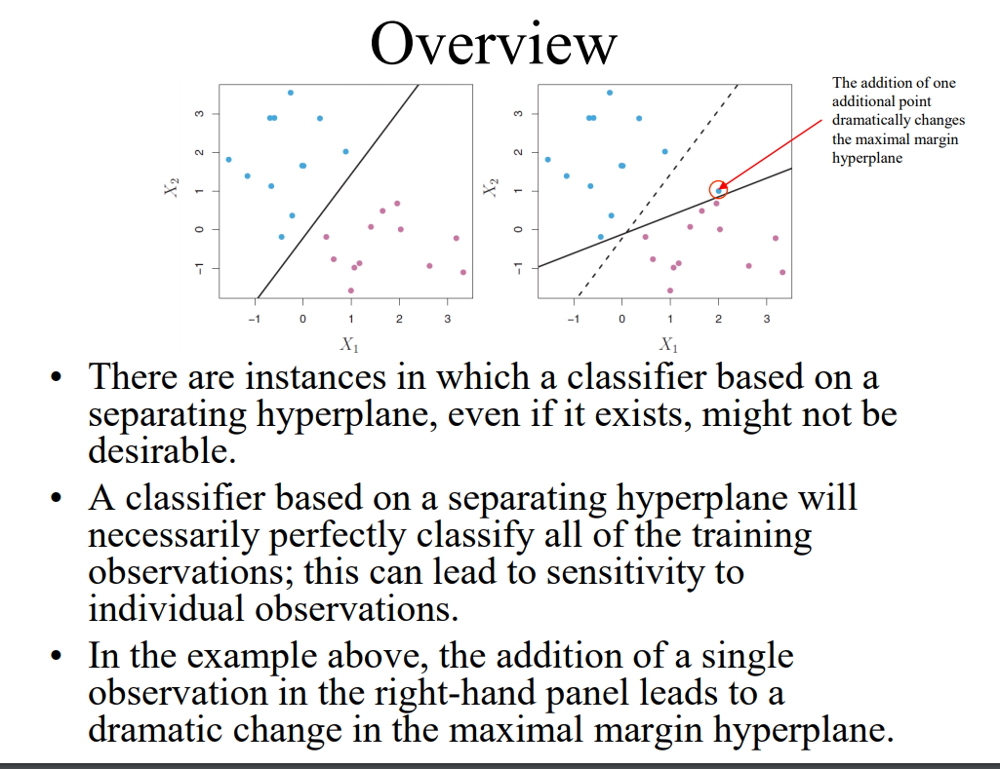 Overview
3
2
1
0
−1
X2
−1 0 1 2 3
X1
3
2
1
0
−1
X2
−1 0 1 2 3
X1
The addition of one
additional point
dramatically changes
the maximal margin
hyperplane
• There are instances in which a classifier based on a
separating hyperplane, even if it exists, might not be
desirable.
• A classifier based on a separating hyperplane will
necessarily perfectly classify all of the training
observations; this can lead to sensitivity to
individual observations.
• In the example above, the addition of a single
observation in the right-hand panel leads to a
dramatic change in the maximal margin hyperplane.